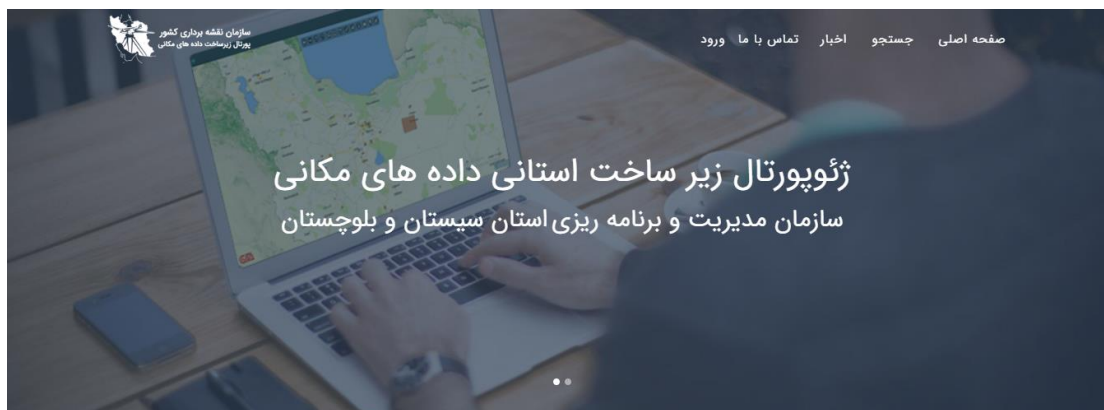 صفحه اصلی جستجو اخبار تماس با ما ورود
سازمان نقشه برداری کشور
پورتال زیرساخت داده های مکانی
ژئوپورتال زیر ساخت استانی داده های مکانی
سازمان مدیریت و برنامه ریزی استان سیستان و بلوچستان